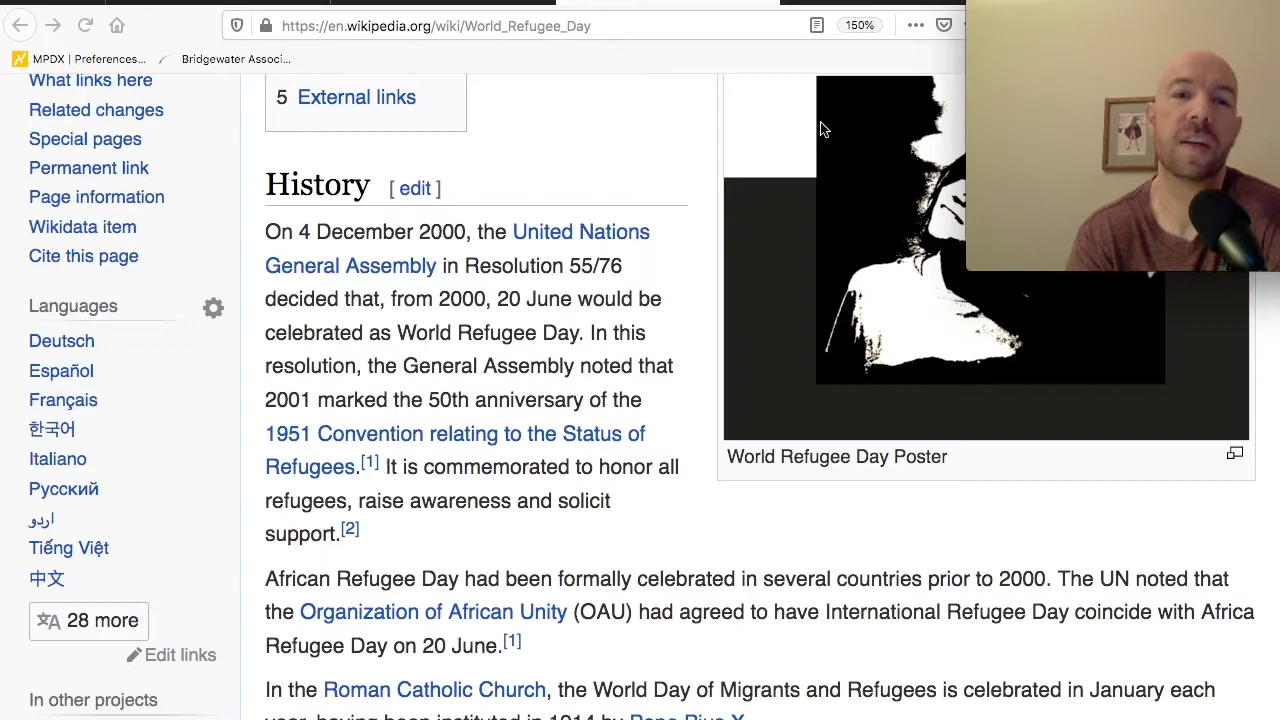 https://en.wikipedia.org/wiki/World_Refugee_Day
150%
MPDX | Preferences...
Bridgewater Associ...
What links here
Related changes
Special pages
Permanent link
Page information
Wikidata item
Cite this page
Languages
Deutsch
Español
Français
한국어
Italiano
Русский
اردو
Tiếng Việt
中文
28 more
Edit links
In other projects
5 External links
History [ edit ]
On 4 December 2000, the United Nations
General Assembly in Resolution 55/76
decided that, from 2000, 20 June would be
celebrated as World Refugee Day. In this
resolution, the General Assembly noted that
2001 marked the 50th anniversary of the
1951 Convention relating to the Status of
Refugees.[1] It is commemorated to honor all
refugees, raise awareness and solicit
support.[2]
World Refugee Day Poster
African Refugee Day had been formally celebrated in several countries prior to 2000. The UN noted that
the Organization of African Unity (OAU) had agreed to have International Refugee Day coincide with Africa
Refugee Day on 20 June.[1]
In the Roman Catholic Church, the World Day of Migrants and Refugees is celebrated in January each
year, having been instituted in 1914 by Pope Pius X.